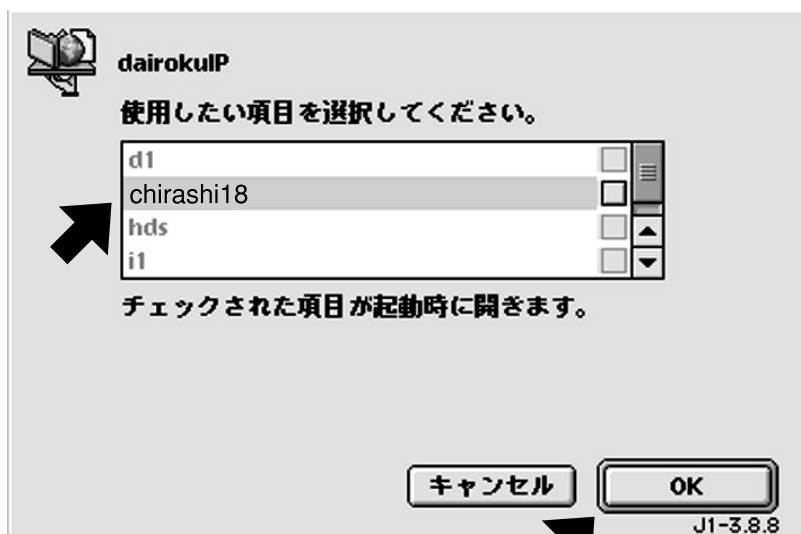 dairokuIP
使用したい項目を選択してください。
d1
chirashi18
hds
i1
チェックされた項目が起動時に開きます。
キャンセル
OK
J1-3.8.8